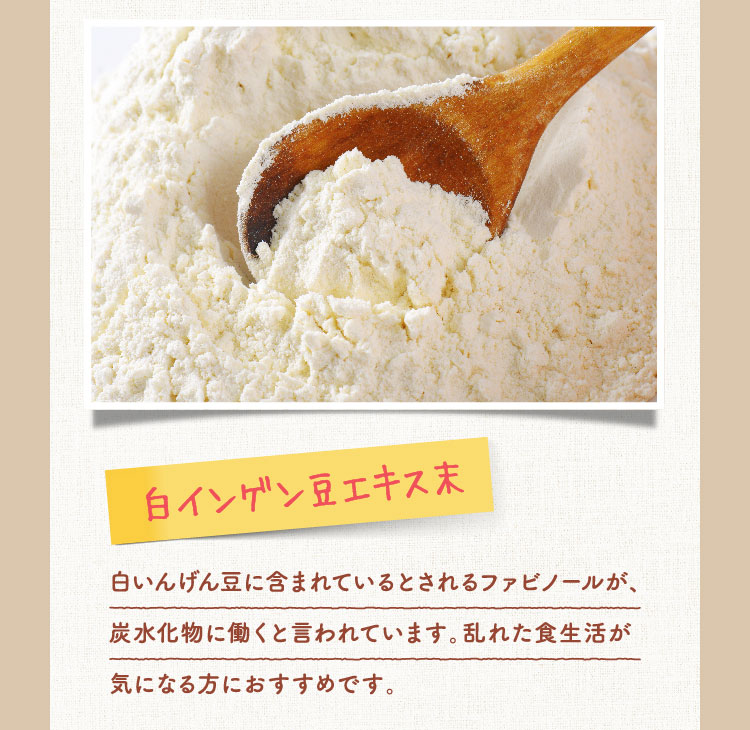 白インゲン豆エキス末
白いんげん豆に含まれているとされるファビノールが、
炭水化物に働くと言われています。乱れた食生活が
気になる方におすすめです。